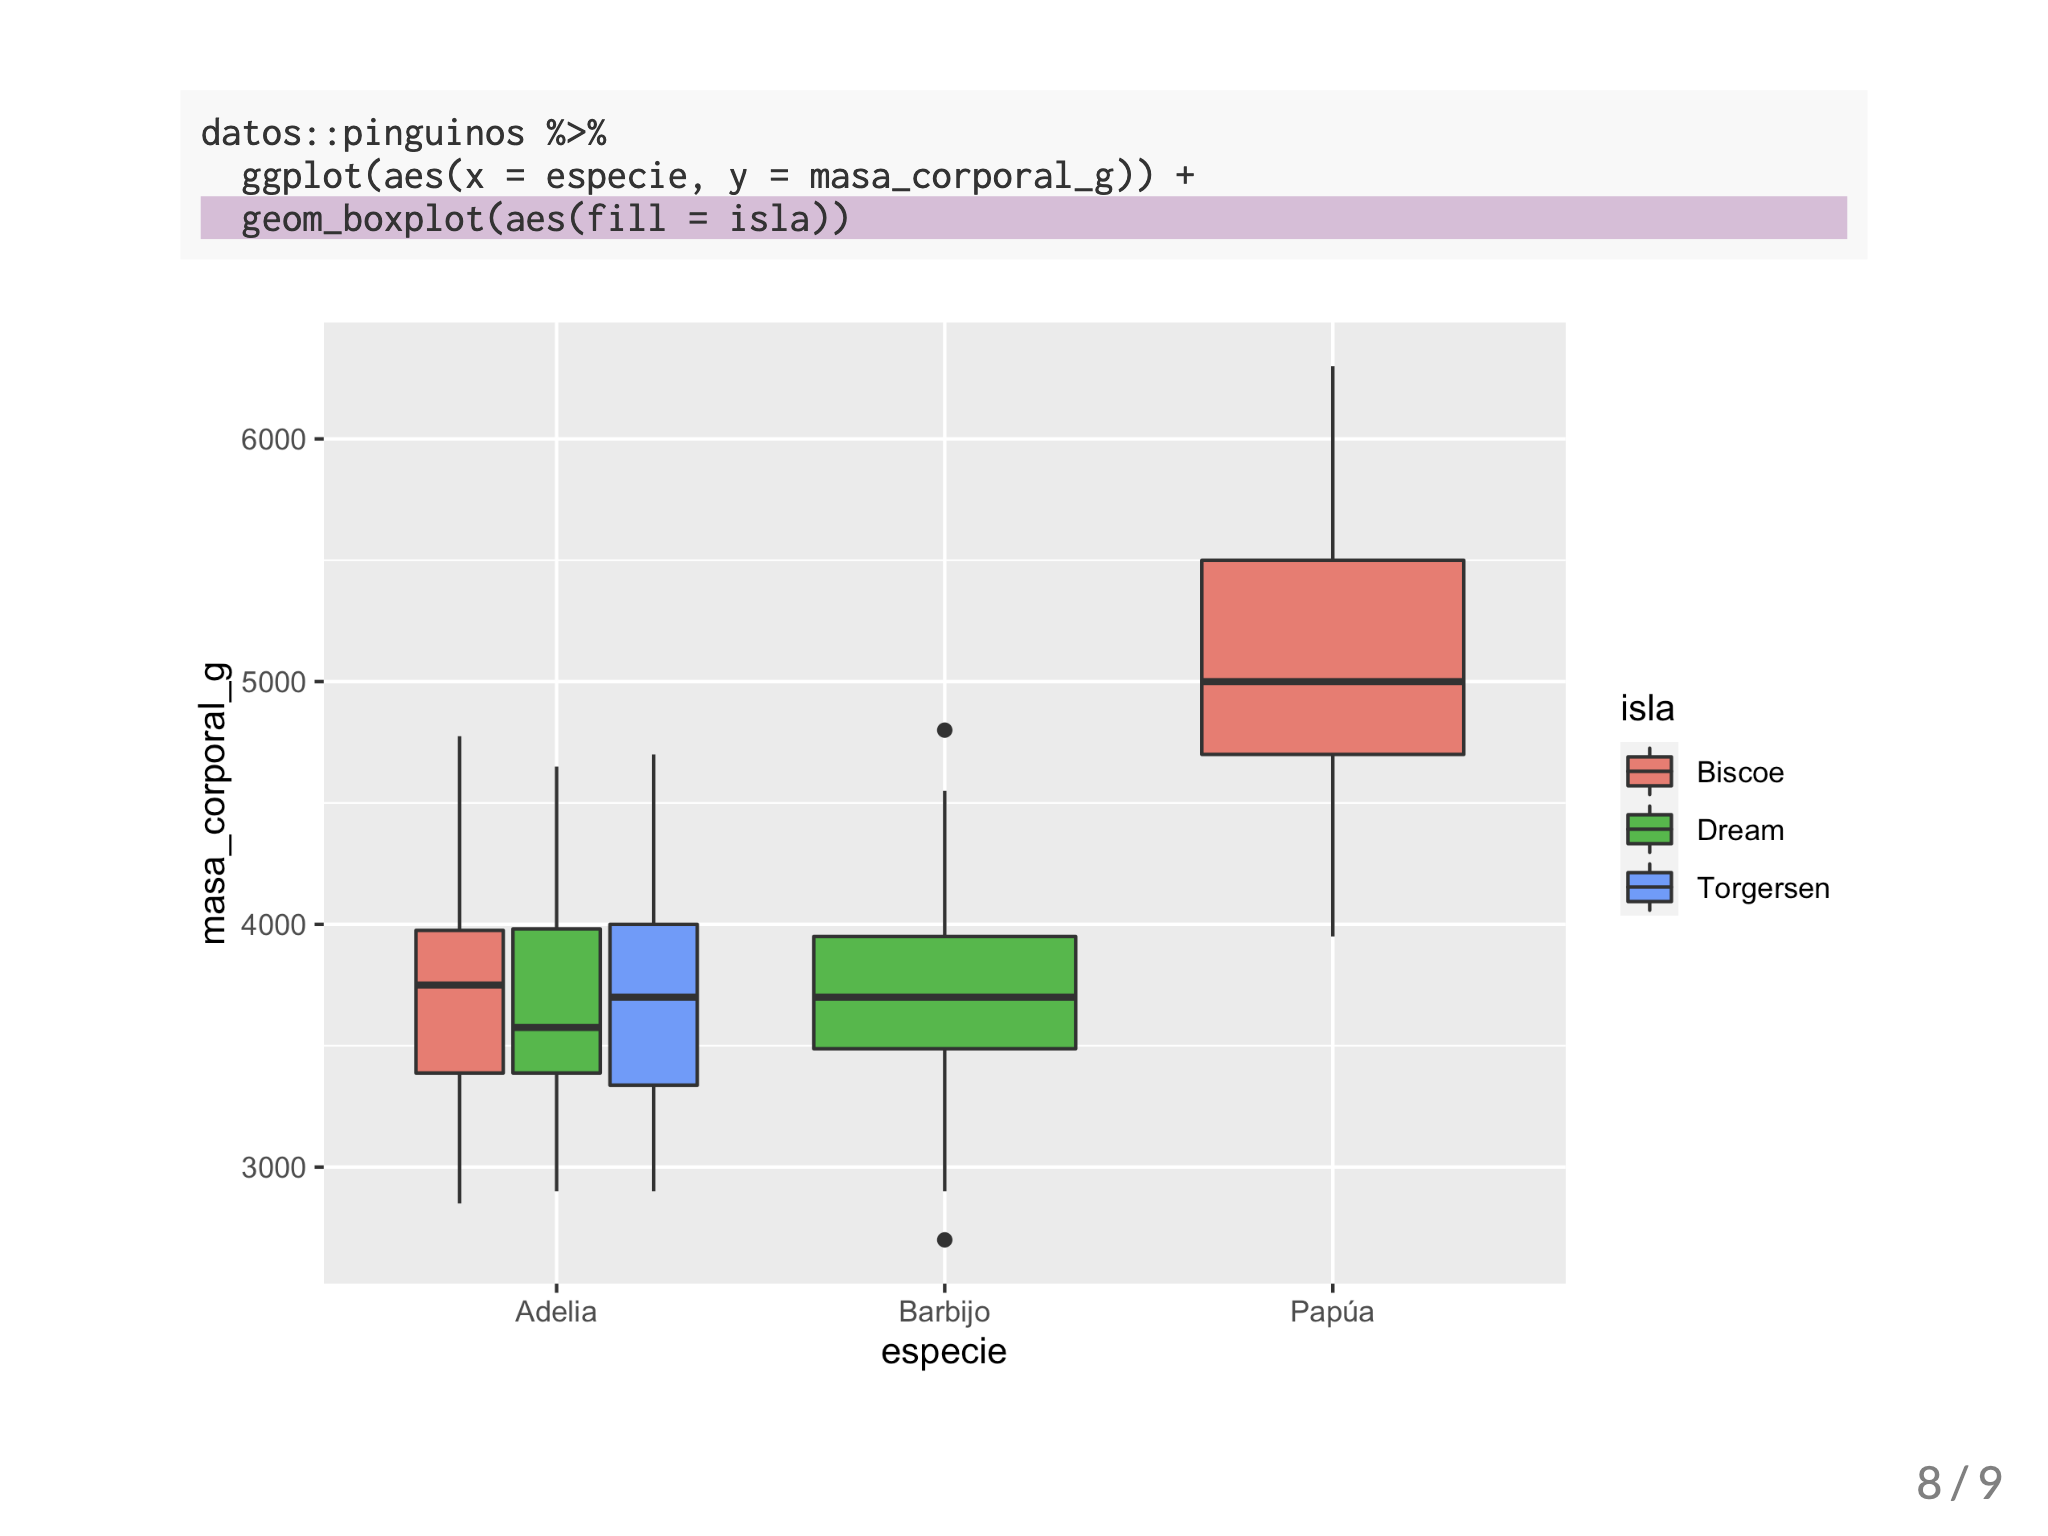 datos::pinguinos %>%
  ggplot(aes(x = especie, y = masa_corporal_g)) +
  geom_boxplot(aes(fill = isla))
masa_corporal_g
6000
5000
4000
3000
Adelia
Barbijo
Papúa
especie
isla
Biscoe
Dream
Torgersen
8 / 9